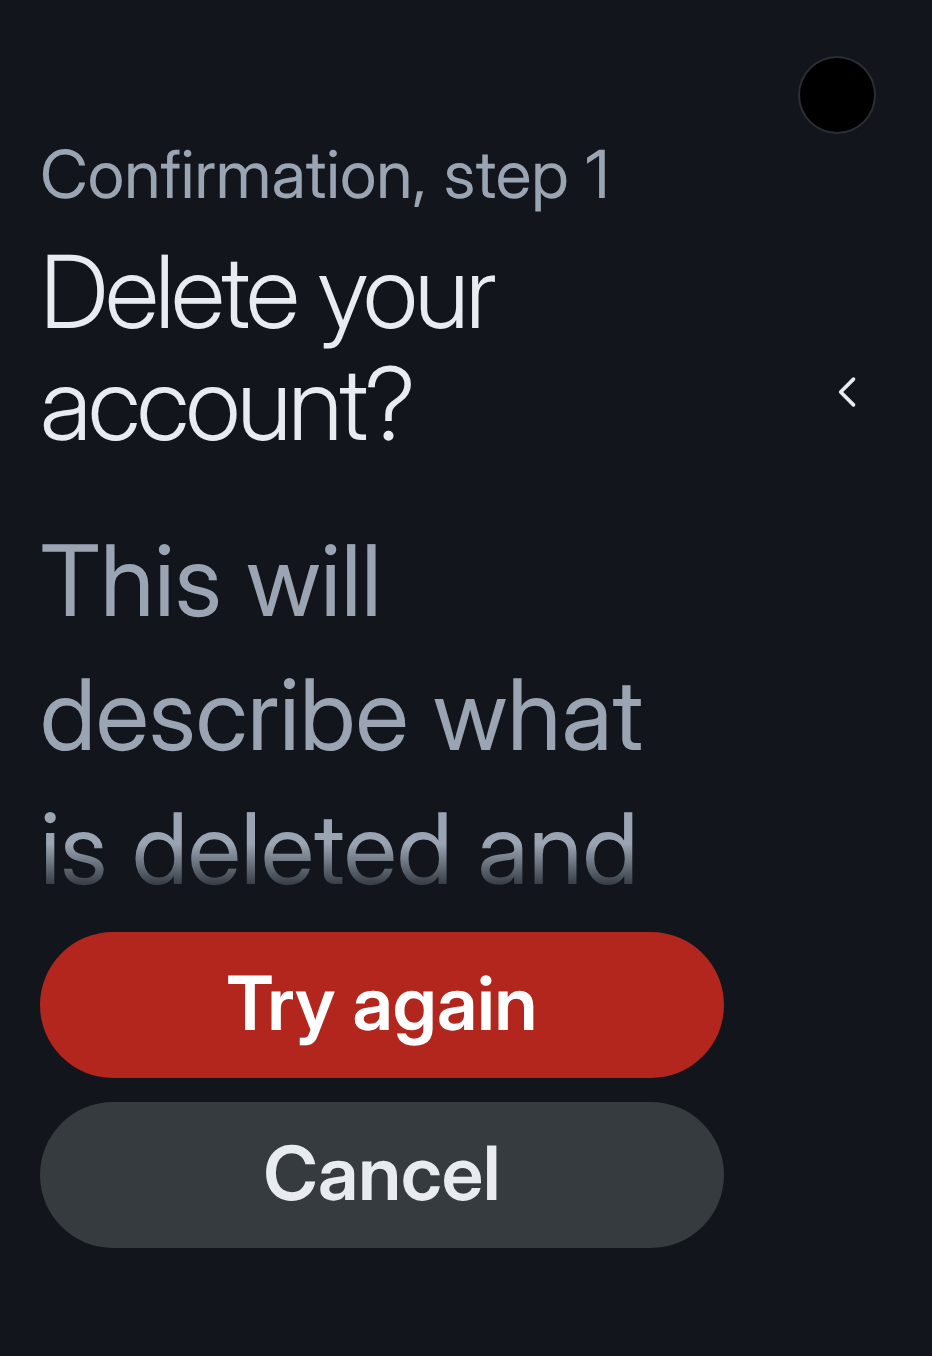 Confirmation, step 1
Delete your
account?
This will
describe what
is deleted and
Try again
Cancel